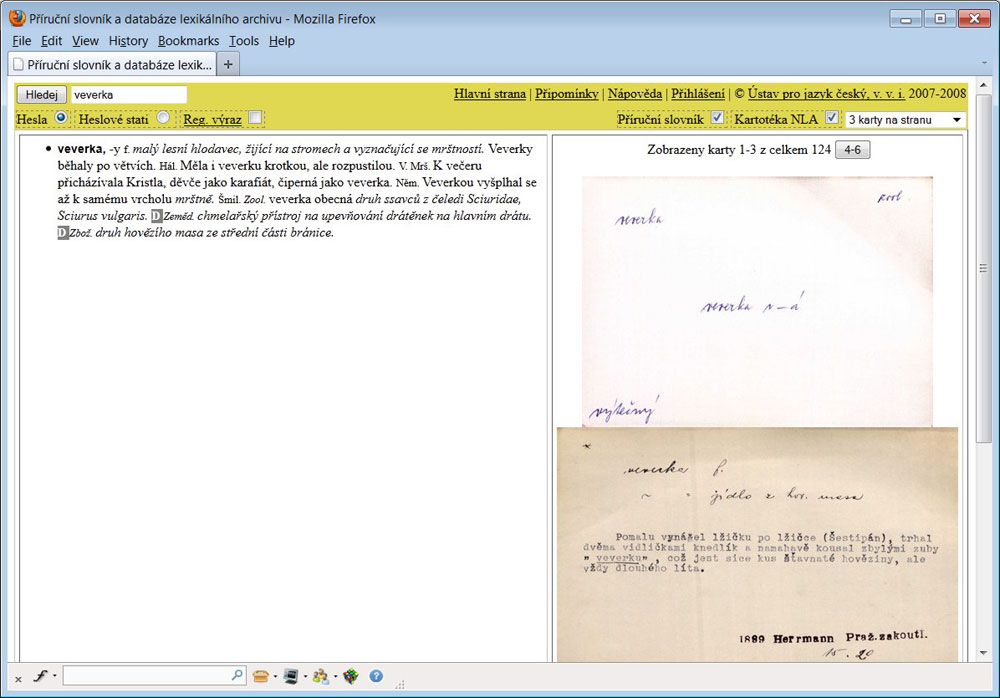 Příruční slovník a databáze lexikálního archivu - Mozilla Firefox
File Edit View History Bookmarks Tools Help
Příruční slovník a databáze lexik...
Hledej veverka Hlavní strana | Připomínky | Nápověda | Přihlášení | © Ústav pro jazyk český, v. v. i. 2007-2008
Hesla Heslové stati Reg. výraz Příruční slovník Kartotéka NLA 3 karty na stranu
• veverka, -y f. malý lesní hlodavec, žijící na stromech a vyznačující se mrštností. Veverky
běhaly po větvích. Hál. Měla i veverku krotkou, ale rozpustilou. V. Mrš. K večeru
přicházívala Kristla, děvče jako karafiát, čiperná jako veverka. Něm. Veverkou vyšplhal se
až k samému vrcholu mrštně. Šmil. Zool. veverka obecná druh ssavců z čeledi Sciuridae,
Sciurus vulgaris. D Zeměd. chmelařský přístroj na upevňování drátěnek na hlavním drátu.
D Zbož. druh hovězího masa ze střední části bránice.
Zobrazeny karty 1-3 z celkem 124 4-6
zool.
veverka
veverka v–á
výtečný
veverka f.
~ " jídlo z hov. masa
Pomalu vynášel lžičku po lžičce (Šestipán), trhal
dvěma vidličkami knedlík a namahavě kousal zbylými zuby
" veverku" , což jest sice kus šťavnaté hověziny, ale
vždy dlouhého líta.
1889 Herrmann Praž.zakoutí.
15. 20